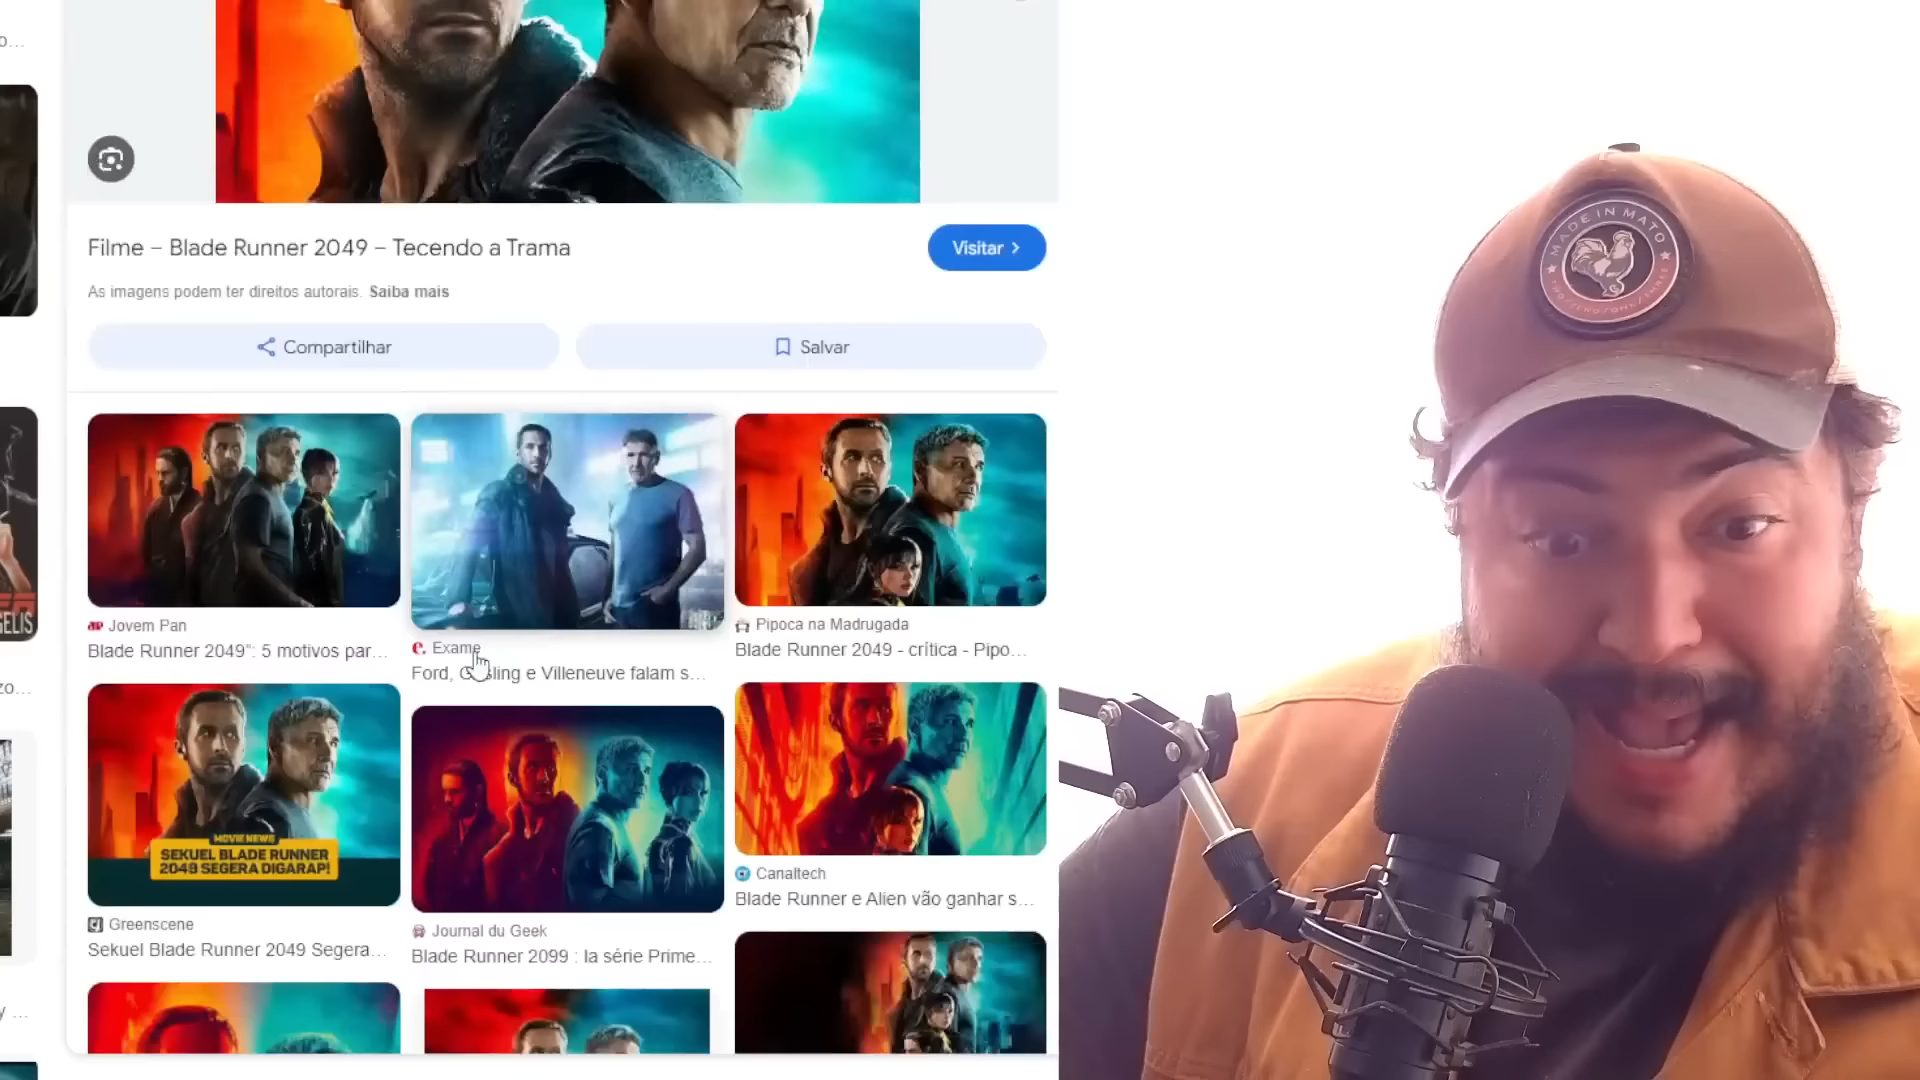 o...
GELIS
zo...
y ...
Filme – Blade Runner 2049 – Tecendo a Trama
Visitar
As imagens podem ter direitos autorais. Saiba mais
Compartilhar
Salvar
Jovem Pan
Blade Runner 2049": 5 motivos par...
Exame
Ford, Gosling e Villeneuve falam s...
Pipoca na Madrugada
Blade Runner 2049 - crítica - Pipo...
MOVIE NEWS
SEKUEL BLADE RUNNER
2049 SEGERA DIGARAP!
Greenscene
Sekuel Blade Runner 2049 Segera...
Journal du Geek
Blade Runner 2099 : la série Prime...
Canaltech
Blade Runner e Alien vão ganhar s...
MADE IN MATO